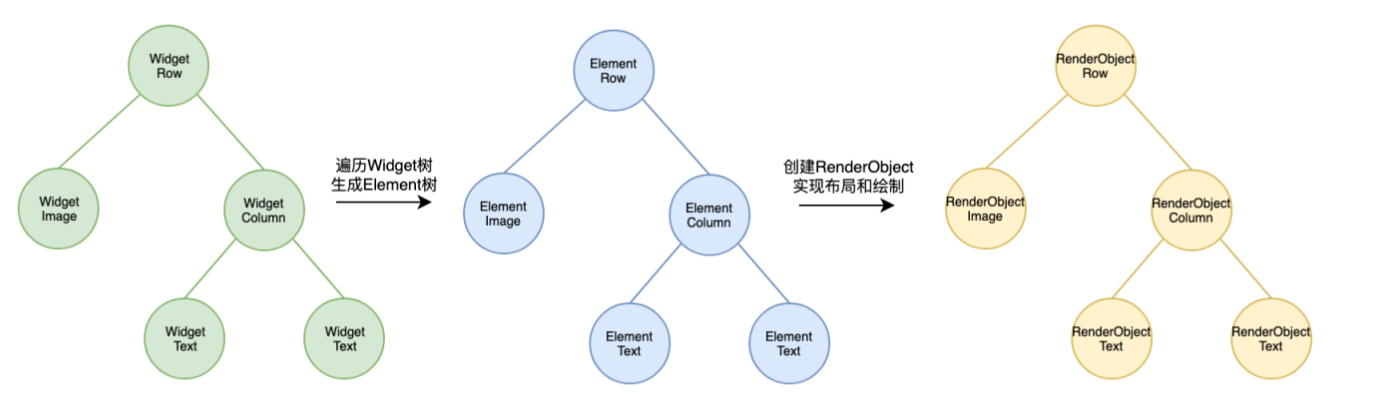 Widget
Row
Widget
Image
Widget
Column
Widget
Text
Widget
Text
遍历Widget树
生成Element树
Element
Row
Element
Image
Element
Column
Element
Text
Element
Text
创建RenderObject
实现布局和绘制
RenderObject
Row
RenderObject
Image
RenderObject
Column
RenderObject
Text
RenderObject
Text